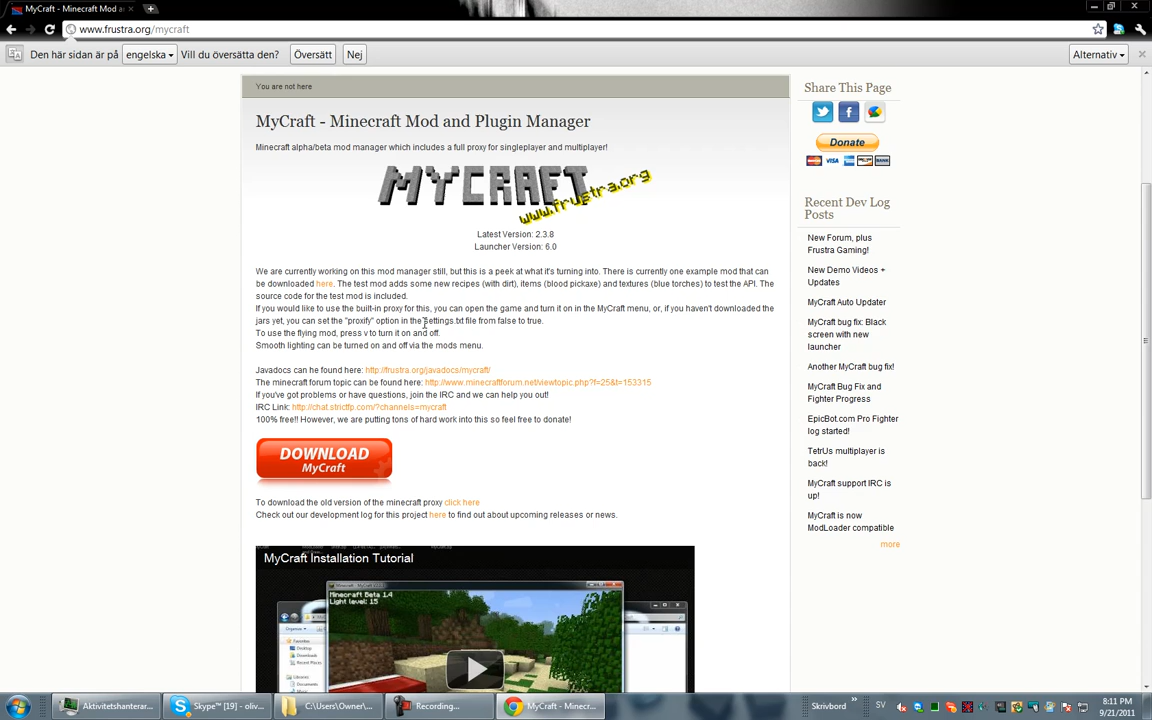 MyCraft - Minecraft Mod an
www.frustra.org/mycraft
Den här sidan är på engelska Vill du översätta den? Översätt Nej Alternativ
You are not here
MyCraft - Minecraft Mod and Plugin Manager
Minecraft alpha/beta mod manager which includes a full proxy for singleplayer and multiplayer!
MYCRAFT
www.frustra.org
Latest Version: 2.3.8
Launcher Version: 6.0
We are currently working on this mod manager still, but this is a peek at what it's turning into. There is currently one example mod that can
be downloaded here. The test mod adds some new recipes (with dirt), items (blood pickaxe) and textures (blue torches) to test the API. The
source code for the test mod is included.
If you would like to use the built-in proxy for this, you can open the game and turn it on in the MyCraft menu, or, if you haven't downloaded the
jars yet, you can set the "proxify" option in the settings.txt file from false to true.
To use the flying mod, press v to turn it on and off.
Smooth lighting can be turned on and off via the mods menu.
Javadocs can he found here: http://frustra.org/javadocs/mycraft/
The minecraft forum topic can be found here: http://www.minecraftforum.net/viewtopic.php?f=25&t=153315
If you've got problems or have questions, join the IRC and we can help you out!
IRC Link: http://chat.strictfp.com/?channels=mycraft
100% free!! However, we are putting tons of hard work into this so feel free to donate!
DOWNLOAD
MyCraft
To download the old version of the minecraft proxy click here
Check out our development log for this project here to find out about upcoming releases or news.
MyCraft Installation Tutorial
Minecraft Beta 1.4
Light level: 15
Organize
Favorites
Desktop
Downloads
Recent Places
Libraries
Documents
Share This Page
Donate
VISA
BANK
Recent Dev Log
Posts
New Forum, plus
Frustra Gaming!
New Demo Videos +
Updates
MyCraft Auto Updater
MyCraft bug fix: Black
screen with new
launcher
Another MyCraft bug fix!
MyCraft Bug Fix and
Fighter Progress
EpicBot.com Pro Fighter
log started!
TetrUs multiplayer is
back!
MyCraft support IRC is
up!
MyCraft is now
ModLoader compatible
more
Aktivitetshanterar...
Skype™ [19] - oliv...
C:\Users\Owner\...
Recording...
MyCraft - Minecr...
Skrivbord
SV
8:11 PM
9/21/2011